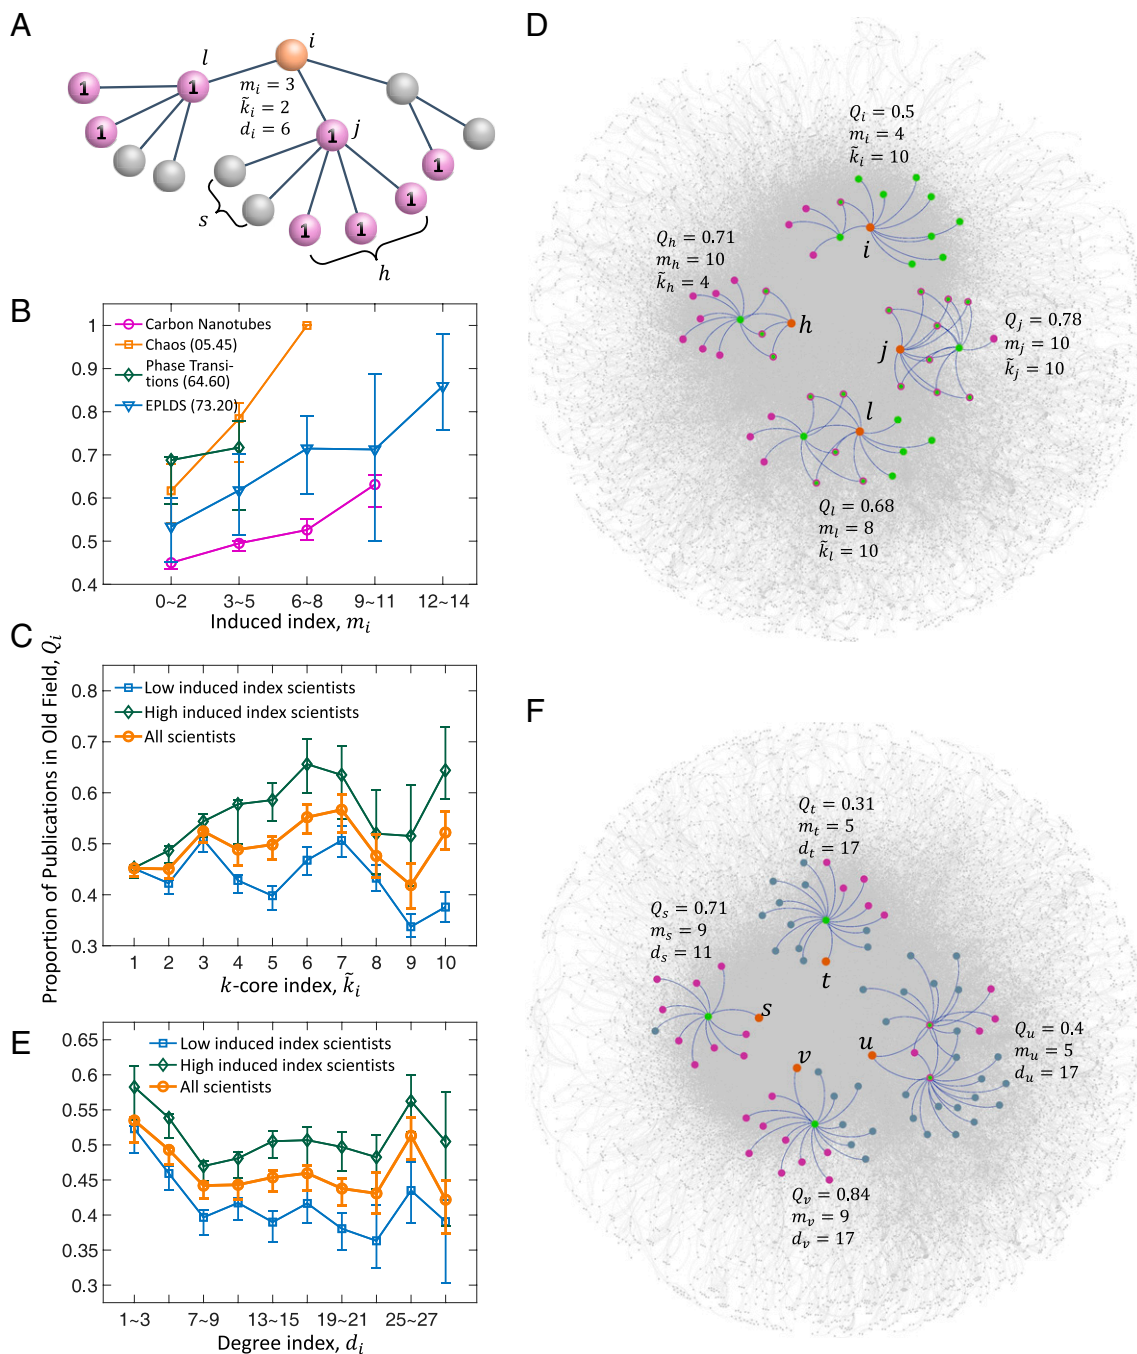 A
l
i
1
1
1
m_i = 3
k̃_i = 2
d_i = 6
1
j
1
1
1
1
s
h
B
Carbon Nanotubes
Chaos (05.45)
Phase Transi-
tions (64.60)
EPLDS (73.20)
1
0.9
0.8
0.7
0.6
0.5
0.4
0~2
3~5
6~8
9~11
12~14
Induced index, m_i
C
Proportion of Publications in Old Field, Q_i
Low induced index scientists
High induced index scientists
All scientists
0.8
0.7
0.6
0.5
0.4
0.3
1 2 3 4 5 6 7 8 9 10
k-core index, k̃_i
E
Low induced index scientists
High induced index scientists
All scientists
0.65
0.6
0.55
0.5
0.45
0.4
0.35
0.3
1~3
7~9
13~15
19~21
25~27
Degree index, d_i
D
Q_i = 0.5
m_i = 4
k̃_i = 10
i
Q_h = 0.71
m_h = 10
k̃_h = 4
h
Q_j = 0.78
m_j = 10
k̃_j = 10
j
l
Q_l = 0.68
m_l = 8
k̃_l = 10
F
Q_t = 0.31
m_t = 5
d_t = 17
t
Q_s = 0.71
m_s = 9
d_s = 11
s
u
Q_u = 0.4
m_u = 5
d_u = 17
v
Q_v = 0.84
m_v = 9
d_v = 17